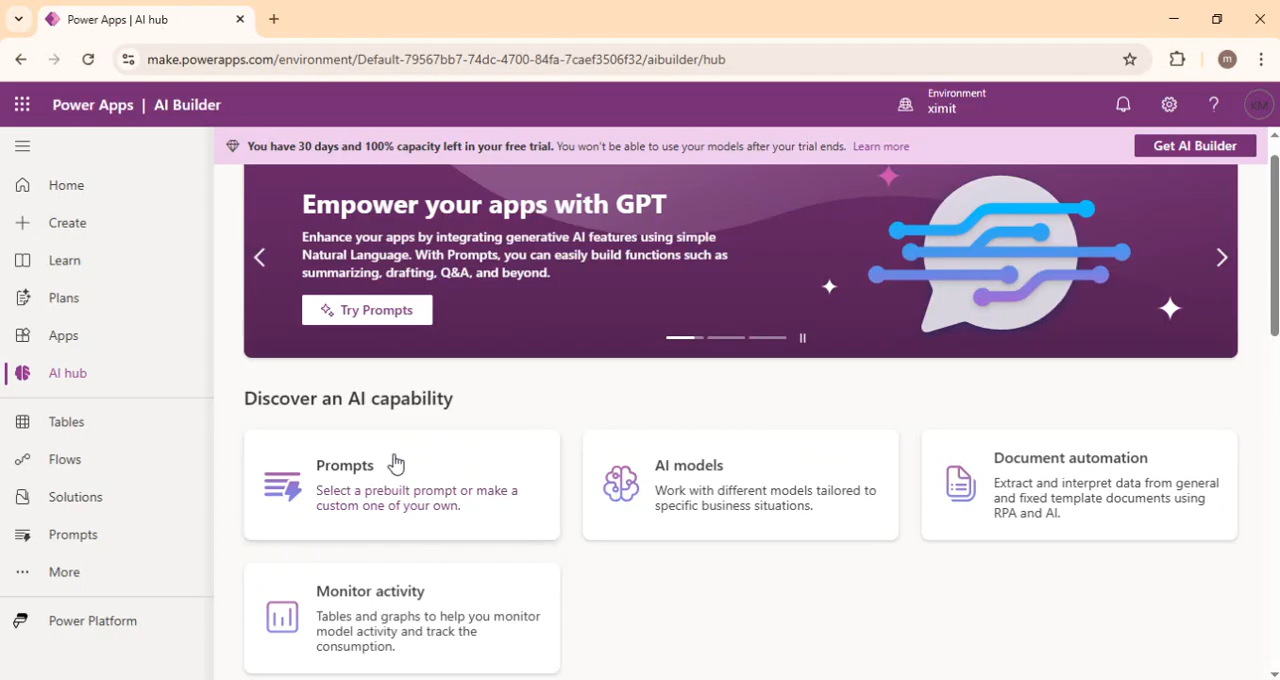 Power Apps | AI hub
make.powerapps.com/environment/Default-79567bb7-74dc-4700-84fa-7caef3506f32/aibuilder/hub
m
Power Apps | AI Builder
Environment
ximit
KM
You have 30 days and 100% capacity left in your free trial. You won't be able to use your models after your trial ends. Learn more
Get AI Builder
Home
Create
Learn
Plans
Apps
AI hub
Tables
Flows
Solutions
Prompts
More
Power Platform
Empower your apps with GPT
Enhance your apps by integrating generative AI features using simple
Natural Language. With Prompts, you can easily build functions such as
summarizing, drafting, Q&A, and beyond.
Try Prompts
Discover an AI capability
Prompts
Select a prebuilt prompt or make a
custom one of your own.
AI models
Work with different models tailored to
specific business situations.
Document automation
Extract and interpret data from general
and fixed template documents using
RPA and AI.
Monitor activity
Tables and graphs to help you monitor
model activity and track the
consumption.